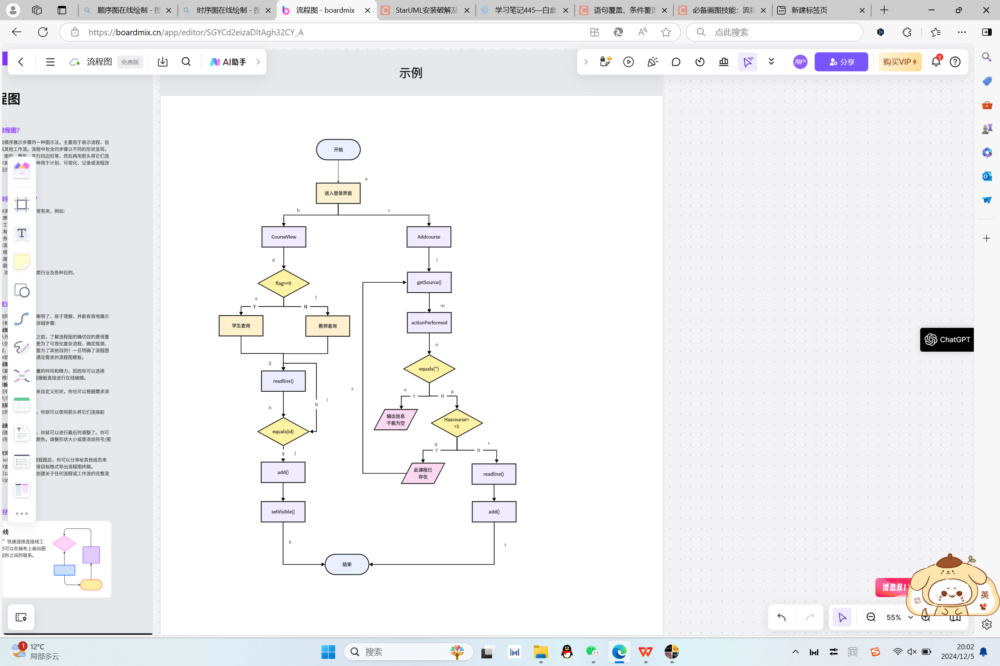 顺序图在线绘制 - 搜
时序图在线绘制 - 搜
流程图 - boardmix
StarUML安装破解及
学习笔记445—白盒
语句覆盖、条件覆盖
必备画图技能：流程
新建标签页
https://boardmix.cn/app/editor/SGYCd2eizaDItAgh32CY_A
点此搜索
流程图
免费版
AI助手
用户
分享
购买VIP
1
示例
程图
流程图？
按顺序展示步骤的一种图示法，主要用于表示流程、信
或其他工作流。流程中包含的步骤以不同的形状呈现，
矩形、菱形、平行四边形等，然后再用箭头将它们连
来说
种用于计划、可视化、记录或流程改
图示
常有用，例如:
类行业及各种目的。
晰明了，易于理解，并能有效地展示
详细步骤:
之前，了解流程图的确切目的是很重
是为了可视化复杂流程、确定瓶颈、
是为了其他目的？一旦明确了流程图
满足需求的流程图模板。
量的时间和精力，因而你可以选择
图模板直接进行在线编辑。
来自定义形状，你也可以根据需求添
，你就可以使用箭头将它们连接起
，你就可以进行最后的调整了。你可
颜色，调整形状大小或是添加符号/图
流程图后，你可以分享给其他成员来
择目标格式导出流程图终稿。
创建关于任何流程或工作流的完整流
线
”快速选择连接线工
你可以在画布上画出图
图形之间的联系。
开始
a
进入登录界面
b
c
CourseView
Addcourse
d
l
flag==0
getSource()
e
f
Y
N
m
学生查询
教师查询
actionPerformed
n
g
equals('')
readline()
s
o
p
Y
N
i
N
h
输出信息
不能为空
Hascourse=
=1
equals(id)
q
r
Y
N
Y
j
add()
此课程已
存在
readline()
setVisible()
add()
k
t
结束
ChatGPT
博思双1
英
55%
1
12°C
局部多云
搜索
英
20:02
2024/12/5